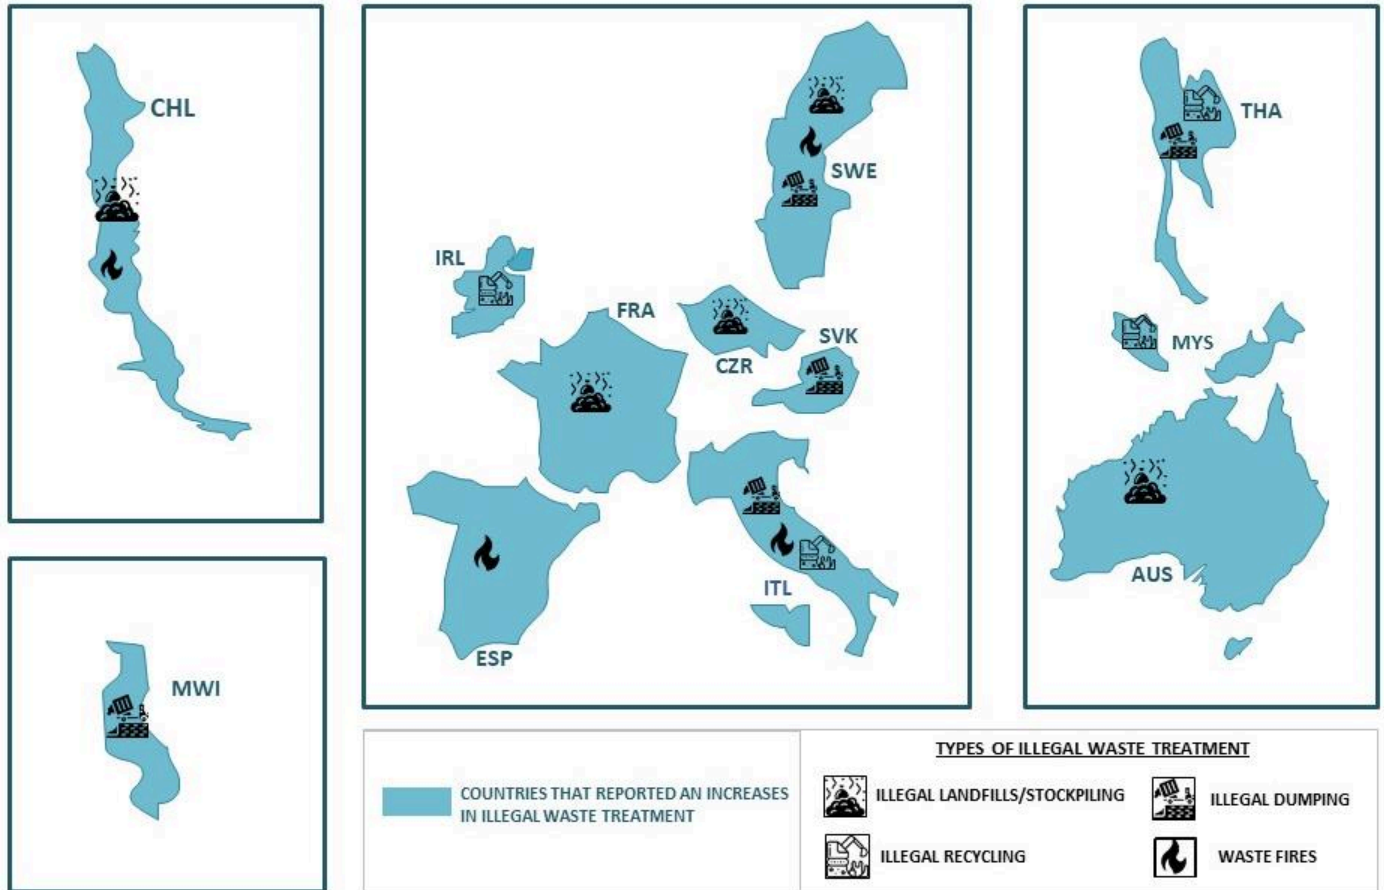 CHL
SWE
IRL
FRA
CZR
SVK
ITL
ESP
THA
MYS
AUS
MWI
COUNTRIES THAT REPORTED AN INCREASES
IN ILLEGAL WASTE TREATMENT
TYPES OF ILLEGAL WASTE TREATMENT
ILLEGAL LANDFILLS/STOCKPILING
ILLEGAL DUMPING
ILLEGAL RECYCLING
WASTE FIRES